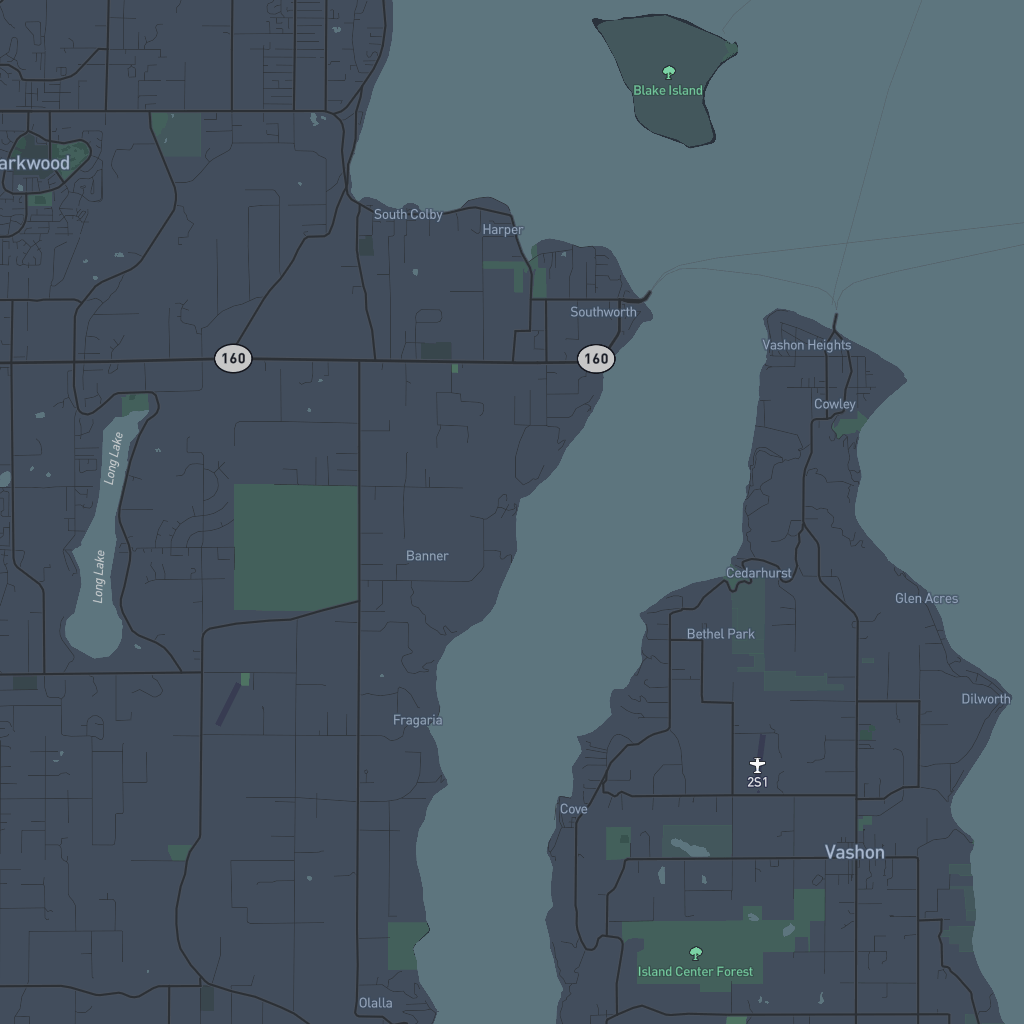 Blake Island
arkwood
South Colby
Harper
Southworth
Vashon Heights
160
160
Cowley
Long Lake
Long Lake
Banner
Cedarhurst
Glen Acres
Bethel Park
Dilworth
Fragaria
2S1
Cove
Vashon
Island Center Forest
Olalla